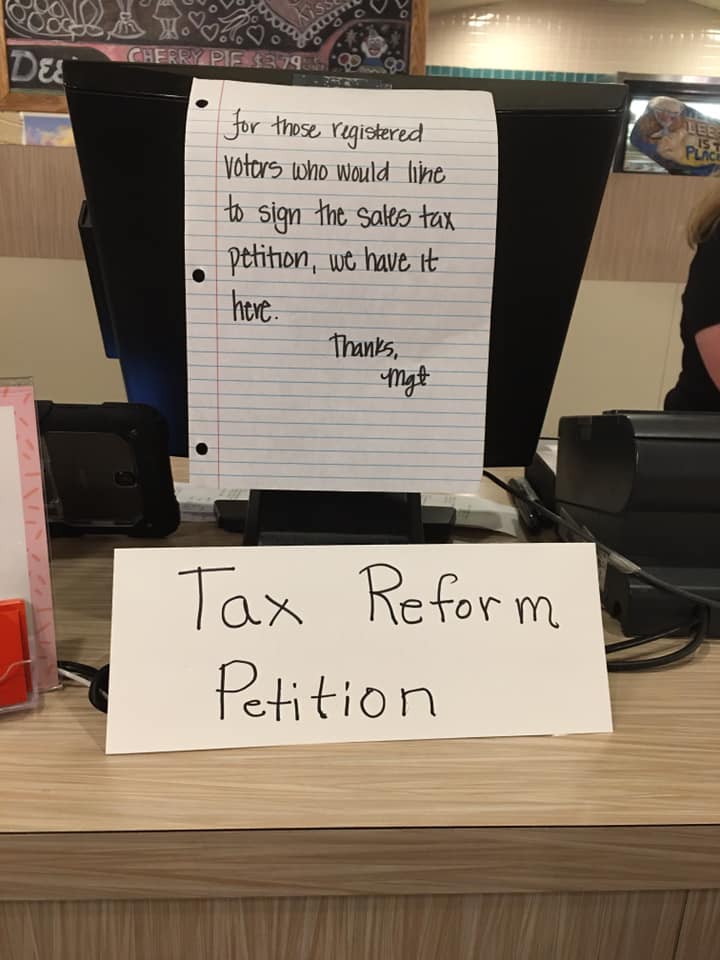 Kiss
CHERRY PIE $3.79
for those registered
voters who would like
to sign the sales tax
petition, we have it
here.
Thanks,
mgt
Tax Reform
Petition